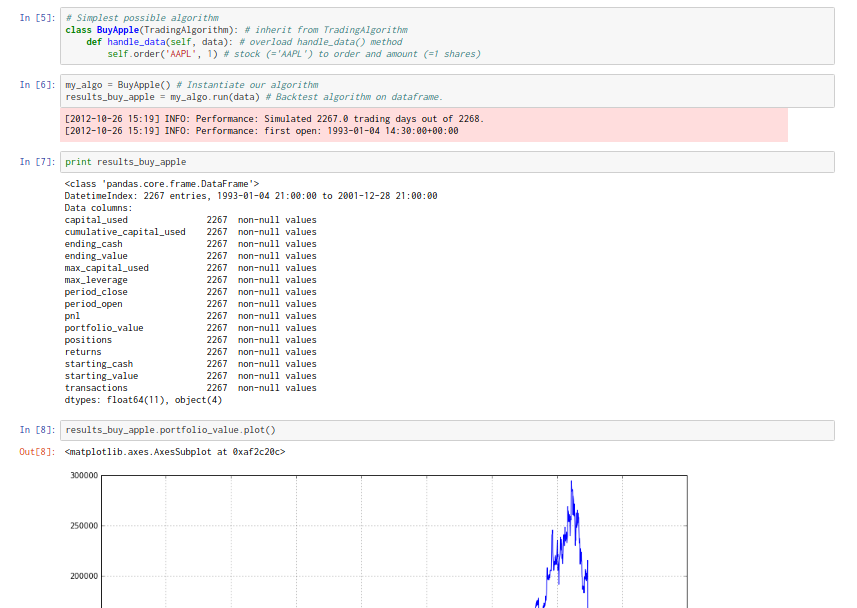 In [5]: # Simplest possible algorithm
class BuyApple(TradingAlgorithm): # inherit from TradingAlgorithm
    def handle_data(self, data): # overload handle_data() method
        self.order('AAPL', 1) # stock (='AAPL') to order and amount (=1 shares)
In [6]: my_algo = BuyApple() # Instantiate our algorithm
results_buy_apple = my_algo.run(data) # Backtest algorithm on dataframe.
[2012-10-26 15:19] INFO: Performance: Simulated 2267.0 trading days out of 2268.
[2012-10-26 15:19] INFO: Performance: first open: 1993-01-04 14:30:00+00:00
In [7]: print results_buy_apple
<class 'pandas.core.frame.DataFrame'>
DatetimeIndex: 2267 entries, 1993-01-04 21:00:00 to 2001-12-28 21:00:00
Data columns:
capital_used 2267 non-null values
cumulative_capital_used 2267 non-null values
ending_cash 2267 non-null values
ending_value 2267 non-null values
max_capital_used 2267 non-null values
max_leverage 2267 non-null values
period_close 2267 non-null values
period_open 2267 non-null values
pnl 2267 non-null values
portfolio_value 2267 non-null values
positions 2267 non-null values
returns 2267 non-null values
starting_cash 2267 non-null values
starting_value 2267 non-null values
transactions 2267 non-null values
dtypes: float64(11), object(4)
In [8]: results_buy_apple.portfolio_value.plot()
Out[8]: <matplotlib.axes.AxesSubplot at 0xaf2c20c>
300000
250000
200000